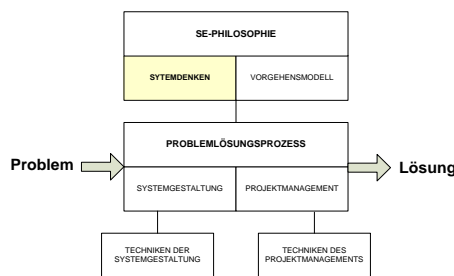 SE-PHILOSOPHIE
SYTEMDENKEN VORGEHENSMODELL
PROBLEMLÖSUNGSPROZESS
Problem
Lösung
SYSTEMGESTALTUNG PROJEKTMANAGEMENT
TECHNIKEN DER
SYSTEMGESTALTUNG
TECHNIKEN DES
PROJEKTMANAGEMENTS